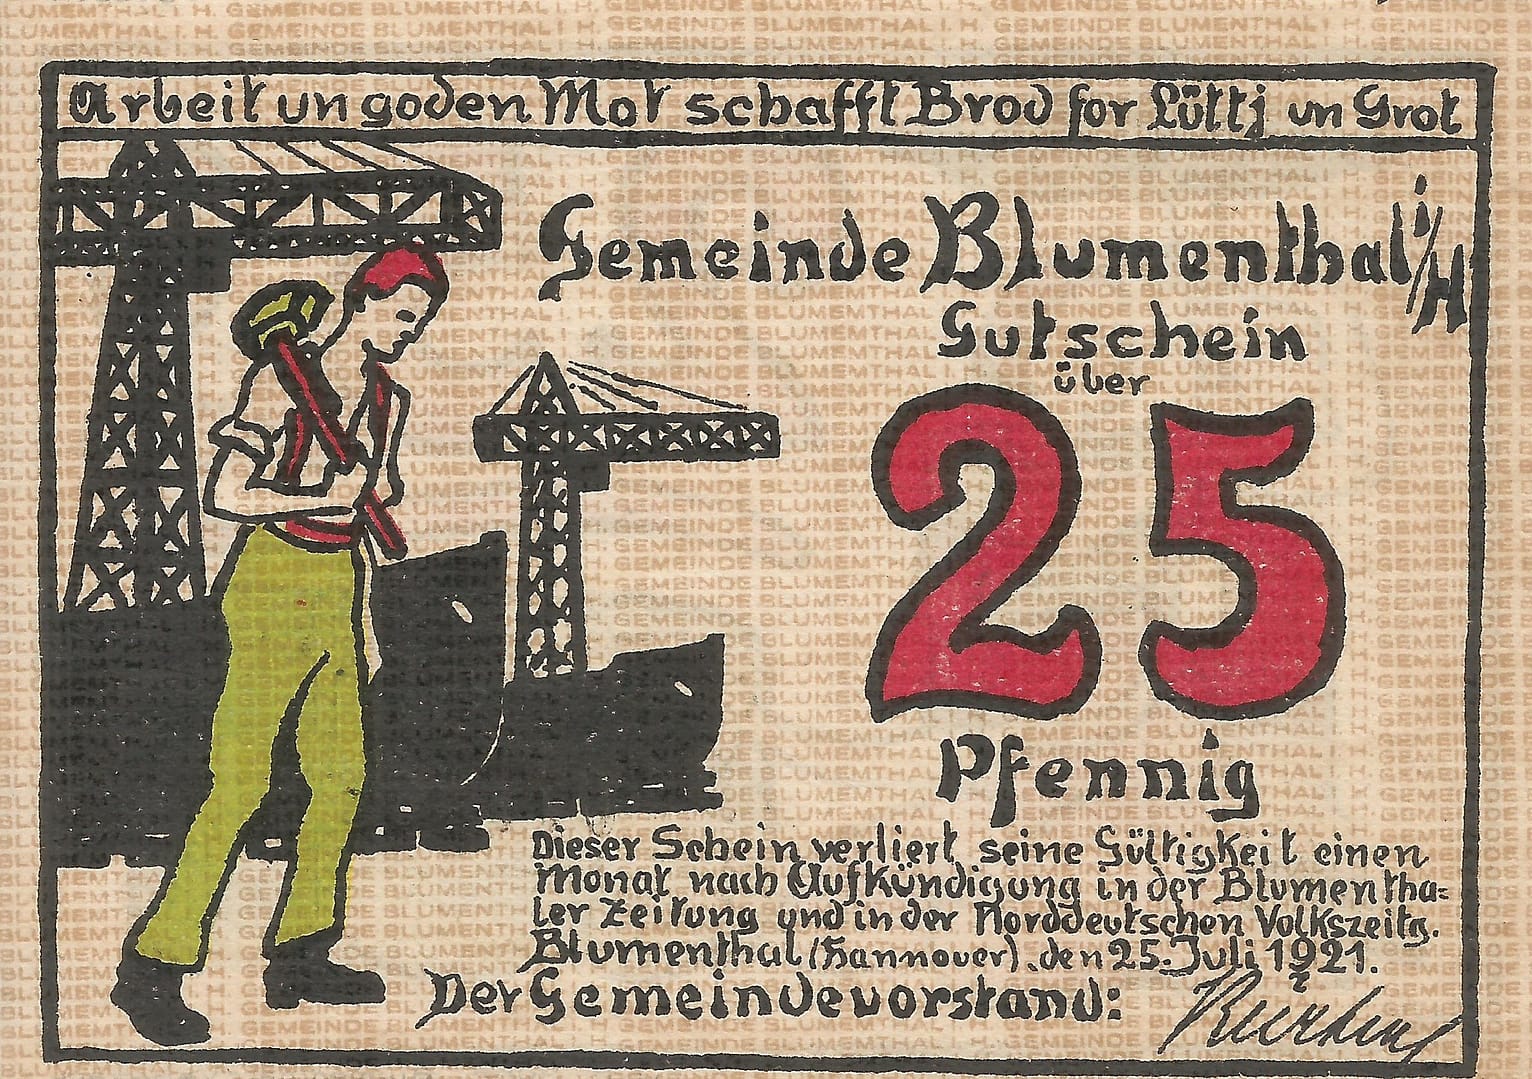 Arbeit un goden Mot schafft Brod for Lüttj un Grot
Gemeinde Blumenthal i/H
Gutschein
über
25
Pfennig
Dieser Schein verliert seine Gültigkeit einen
Monat nach Aufkündigung in der Blumentha=
ler Zeitung und in der Norddeutschen Volkszeitg.
Blumenthal (Hannover), den 25. Juli 1921.
Der Gemeindevorstand: